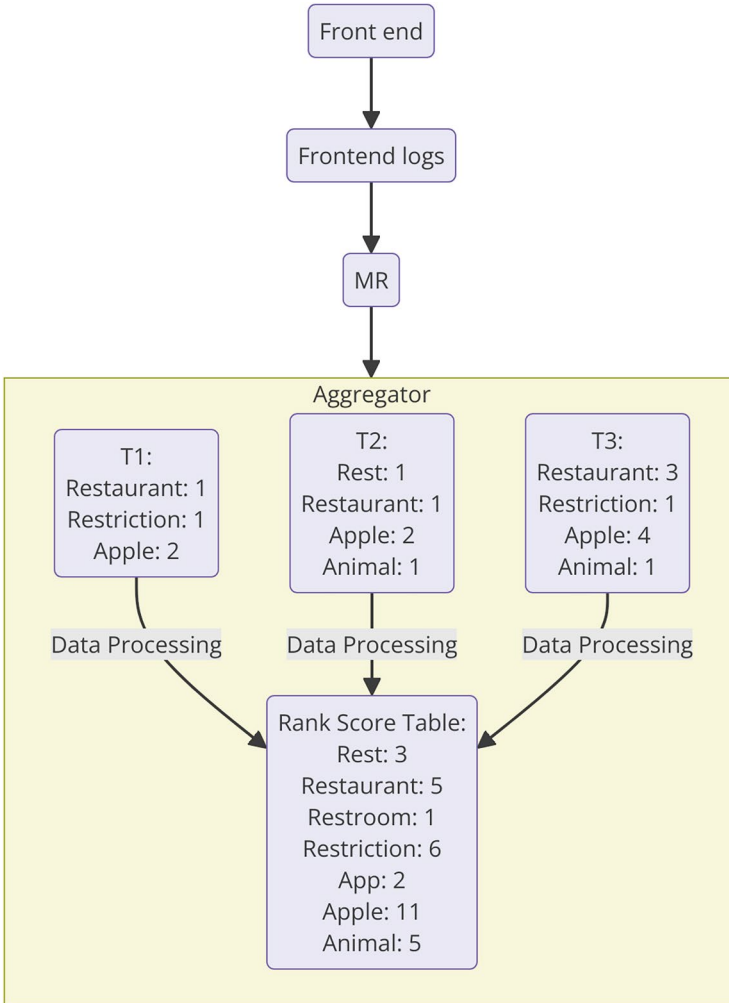 Front end
Frontend logs
MR
Aggregator
T1:
Restaurant: 1
Restriction: 1
Apple: 2
T2:
Rest: 1
Restaurant: 1
Apple: 2
Animal: 1
T3:
Restaurant: 3
Restriction: 1
Apple: 4
Animal: 1
Data Processing
Data Processing
Data Processing
Rank Score Table:
Rest: 3
Restaurant: 5
Restroom: 1
Restriction: 6
App: 2
Apple: 11
Animal: 5